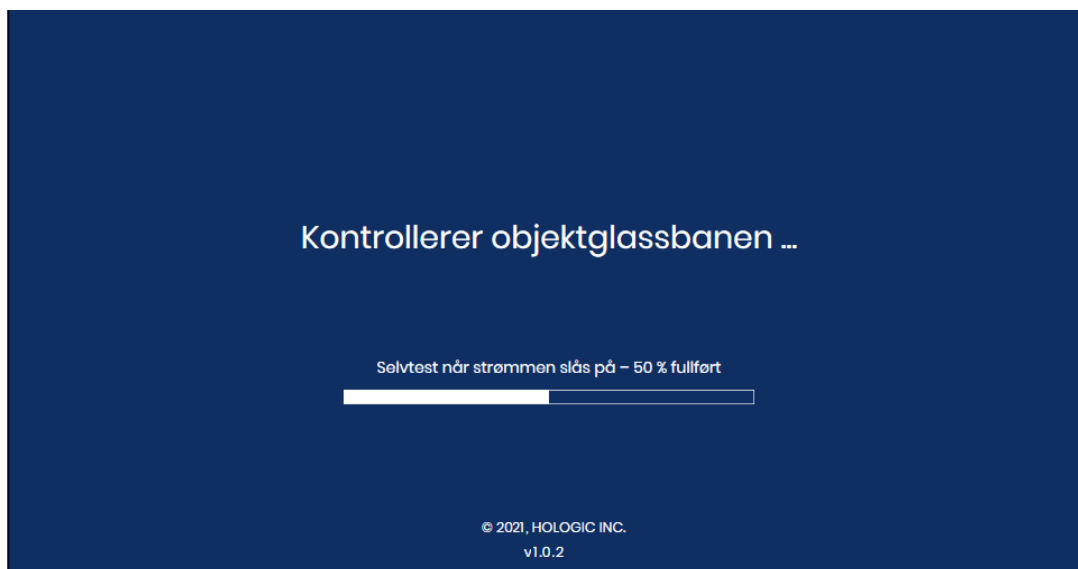 Kontrollerer objektglassbanen ...
Selvtest når strømmen slås på – 50 % fullført
© 2021, HOLOGIC INC.
v1.0.2